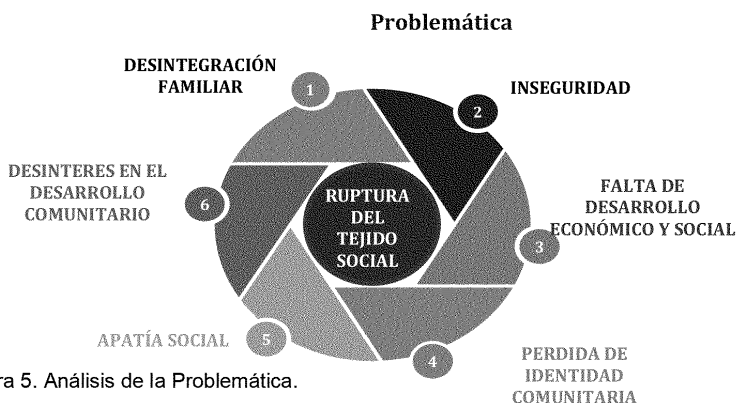 Problemática
DESINTEGRACIÓN
FAMILIAR
1
2
INSEGURIDAD
DESINTERES EN EL
DESARROLLO
COMUNITARIO
6
RUPTURA
DEL
TEJIDO
SOCIAL
FALTA DE
DESARROLLO
ECONÓMICO Y SOCIAL
3
APATÍA SOCIAL
5
4
PERDIDA DE
IDENTIDAD
COMUNITARIA
ra 5. Análisis de la Problemática.